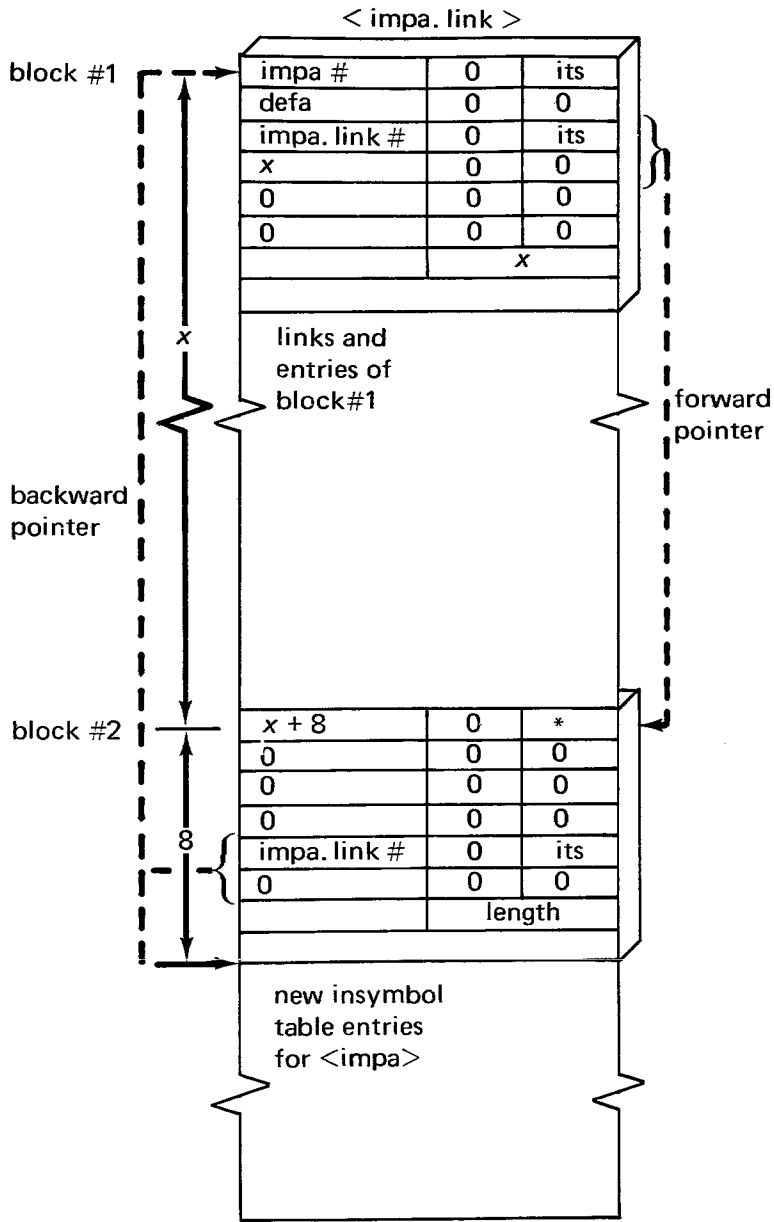 < impa. link >
block #1
impa # 0 its
defa 0 0
impa. link # 0 its
x 0 0
0 0 0
0 0 0
x
x
links and
entries of
block#1
forward
pointer
backward
pointer
block #2
x + 8 0 *
0 0 0
0 0 0
0 0 0
8
impa. link # 0 its
0 0 0
length
new insymbol
table entries
for <impa>